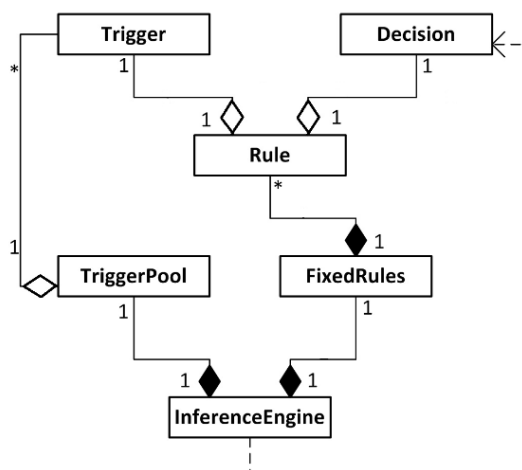 Trigger
Decision
1
1
*
1
1
Rule
*
1
1
TriggerPool
FixedRules
1
1
1
1
InferenceEngine